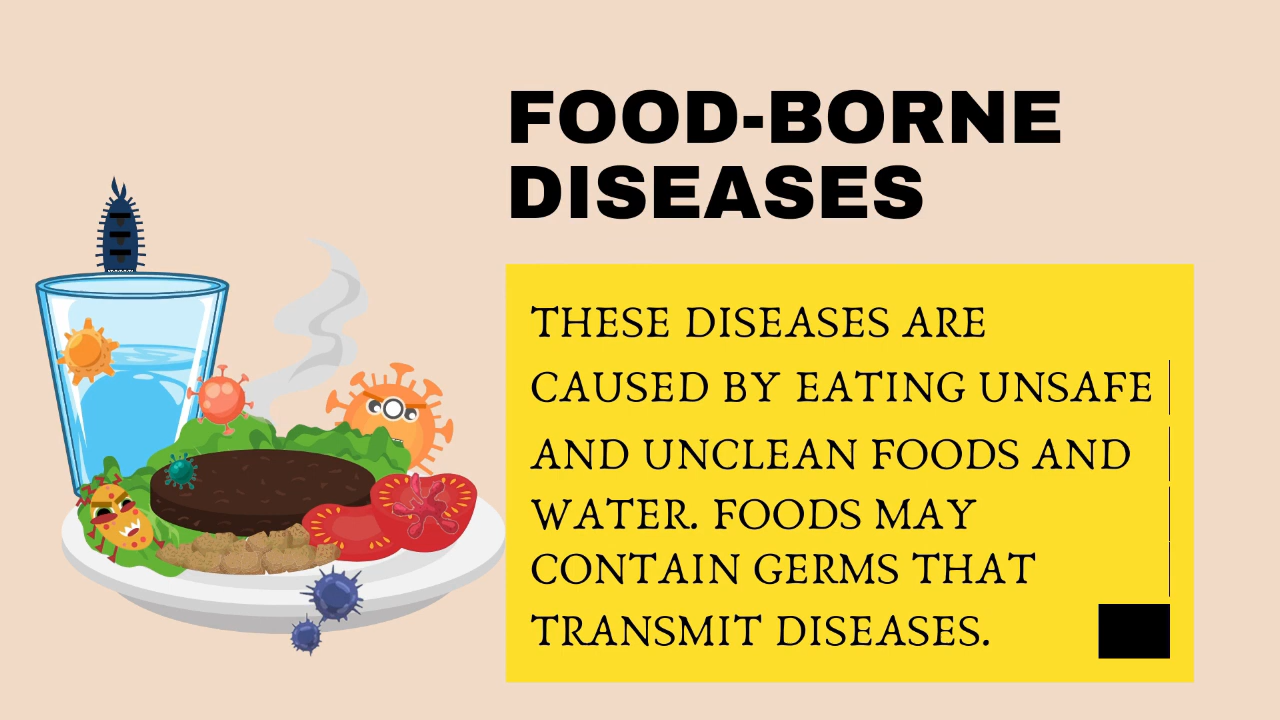 FOOD-BORNE
DISEASES
THESE DISEASES ARE
CAUSED BY EATING UNSAFE
AND UNCLEAN FOODS AND
WATER. FOODS MAY
CONTAIN GERMS THAT
TRANSMIT DISEASES.